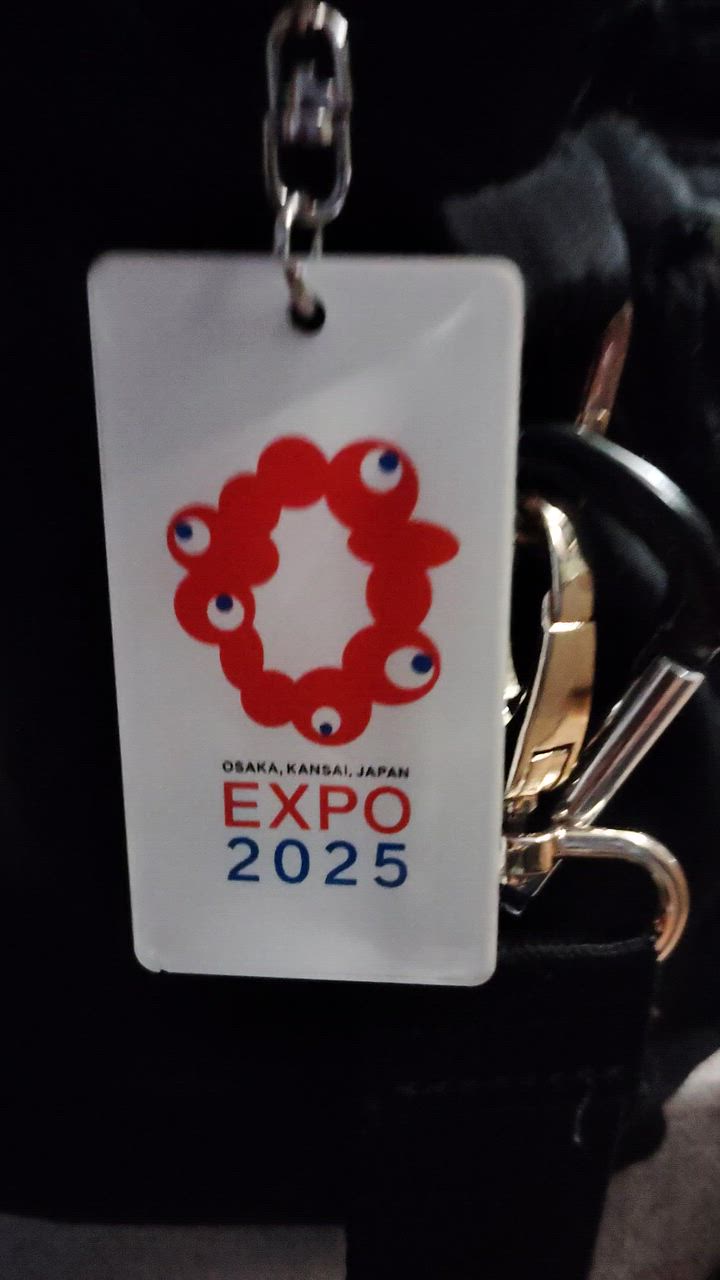 OSAKA, KANSAI, JAPAN
EXPO
2025